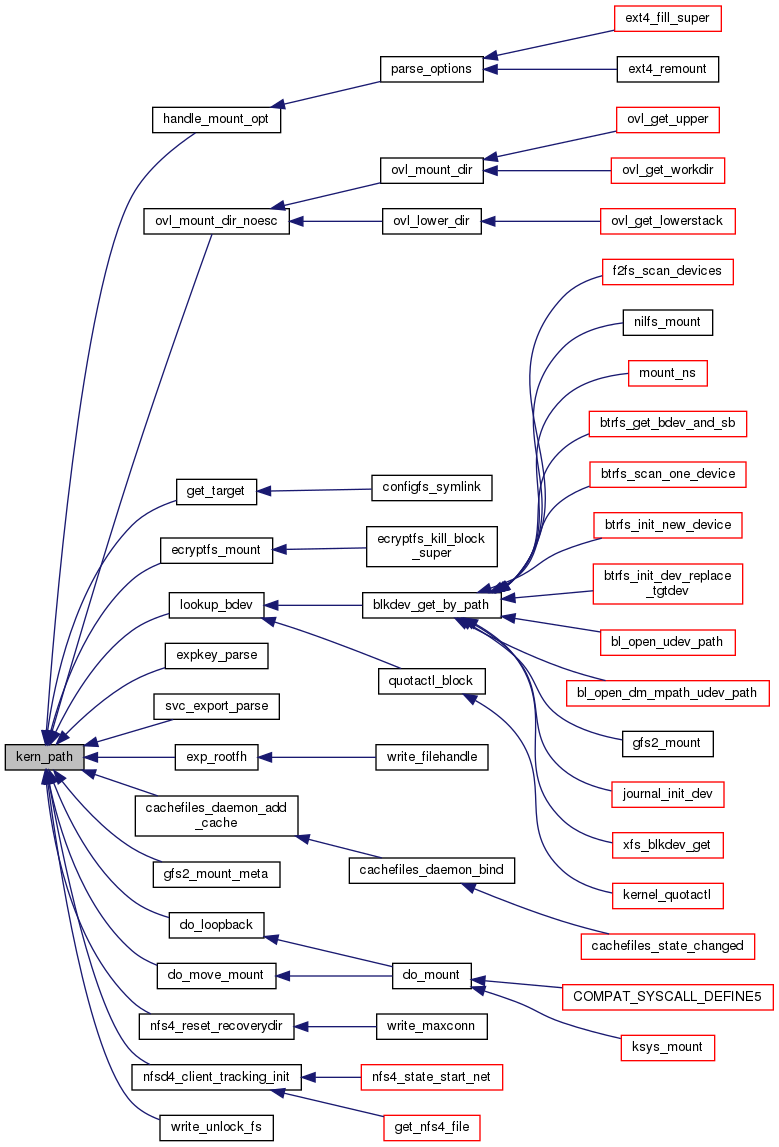 ext4_fill_super
parse_options
ext4_remount
handle_mount_opt
ovl_get_upper
ovl_mount_dir
ovl_get_workdir
ovl_mount_dir_noesc
ovl_lower_dir
ovl_get_lowerstack
f2fs_scan_devices
nilfs_mount
mount_ns
btrfs_get_bdev_and_sb
btrfs_scan_one_device
get_target
configfs_symlink
btrfs_init_new_device
ecryptfs_mount
ecryptfs_kill_block
_super
btrfs_init_dev_replace
_tgtdev
lookup_bdev
blkdev_get_by_path
bl_open_udev_path
expkey_parse
quotactl_block
bl_open_dm_mpath_udev_path
svc_export_parse
gfs2_mount
kern_path
exp_rootfh
write_filehandle
journal_init_dev
cachefiles_daemon_add
_cache
xfs_blkdev_get
gfs2_mount_meta
cachefiles_daemon_bind
kernel_quotactl
do_loopback
cachefiles_state_changed
do_move_mount
do_mount
COMPAT_SYSCALL_DEFINE5
nfs4_reset_recoverydir
write_maxconn
ksys_mount
nfsd4_client_tracking_init
nfs4_state_start_net
write_unlock_fs
get_nfs4_file